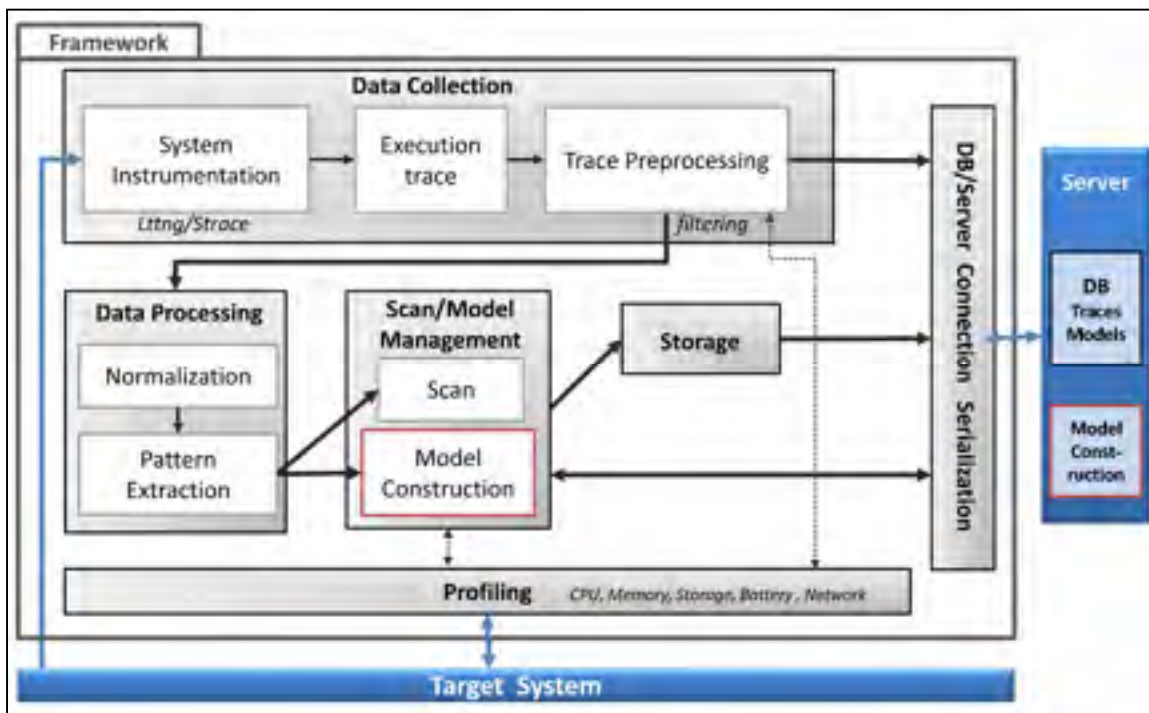 Framework
Data Collection
System
Instrumentation
Execution
trace
Trace Preprocessing
Lttng/Strace
filtering
DB/Server Connection Serialization
Server
DB
Traces
Models
Model
Const-
ruction
Data Processing
Normalization
Pattern
Extraction
Scan/Model
Management
Scan
Model
Construction
Storage
Profiling
CPU, Memory, Storage, Battery , Network
Target System